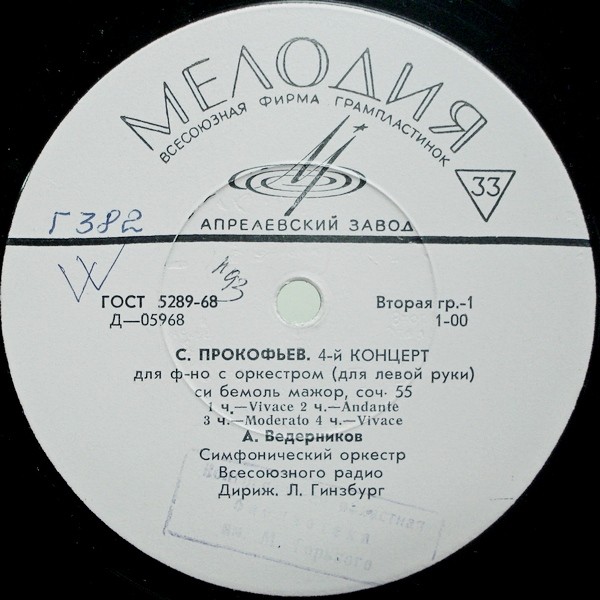 МЕЛОДИЯ
ВСЕСОЮЗНАЯ ФИРМА ГРАМПЛАСТИНОК
33
АПРЕЛЕВСКИЙ ЗАВОД
Г382
ГОСТ 5289-68 Вторая гр.-1
Д—05968 1-00
С. ПРОКОФЬЕВ. 4-й КОНЦЕРТ
для ф-но с оркестром (для левой руки)
си бемоль мажор, соч. 55
1 ч.—Vivace 2 ч.—Andante
3 ч.—Moderato 4 ч.—Vivace
А. Ведерников
Симфонический оркестр
Всесоюзного радио
Дириж. Л. Гинзбург
им. М. Горького